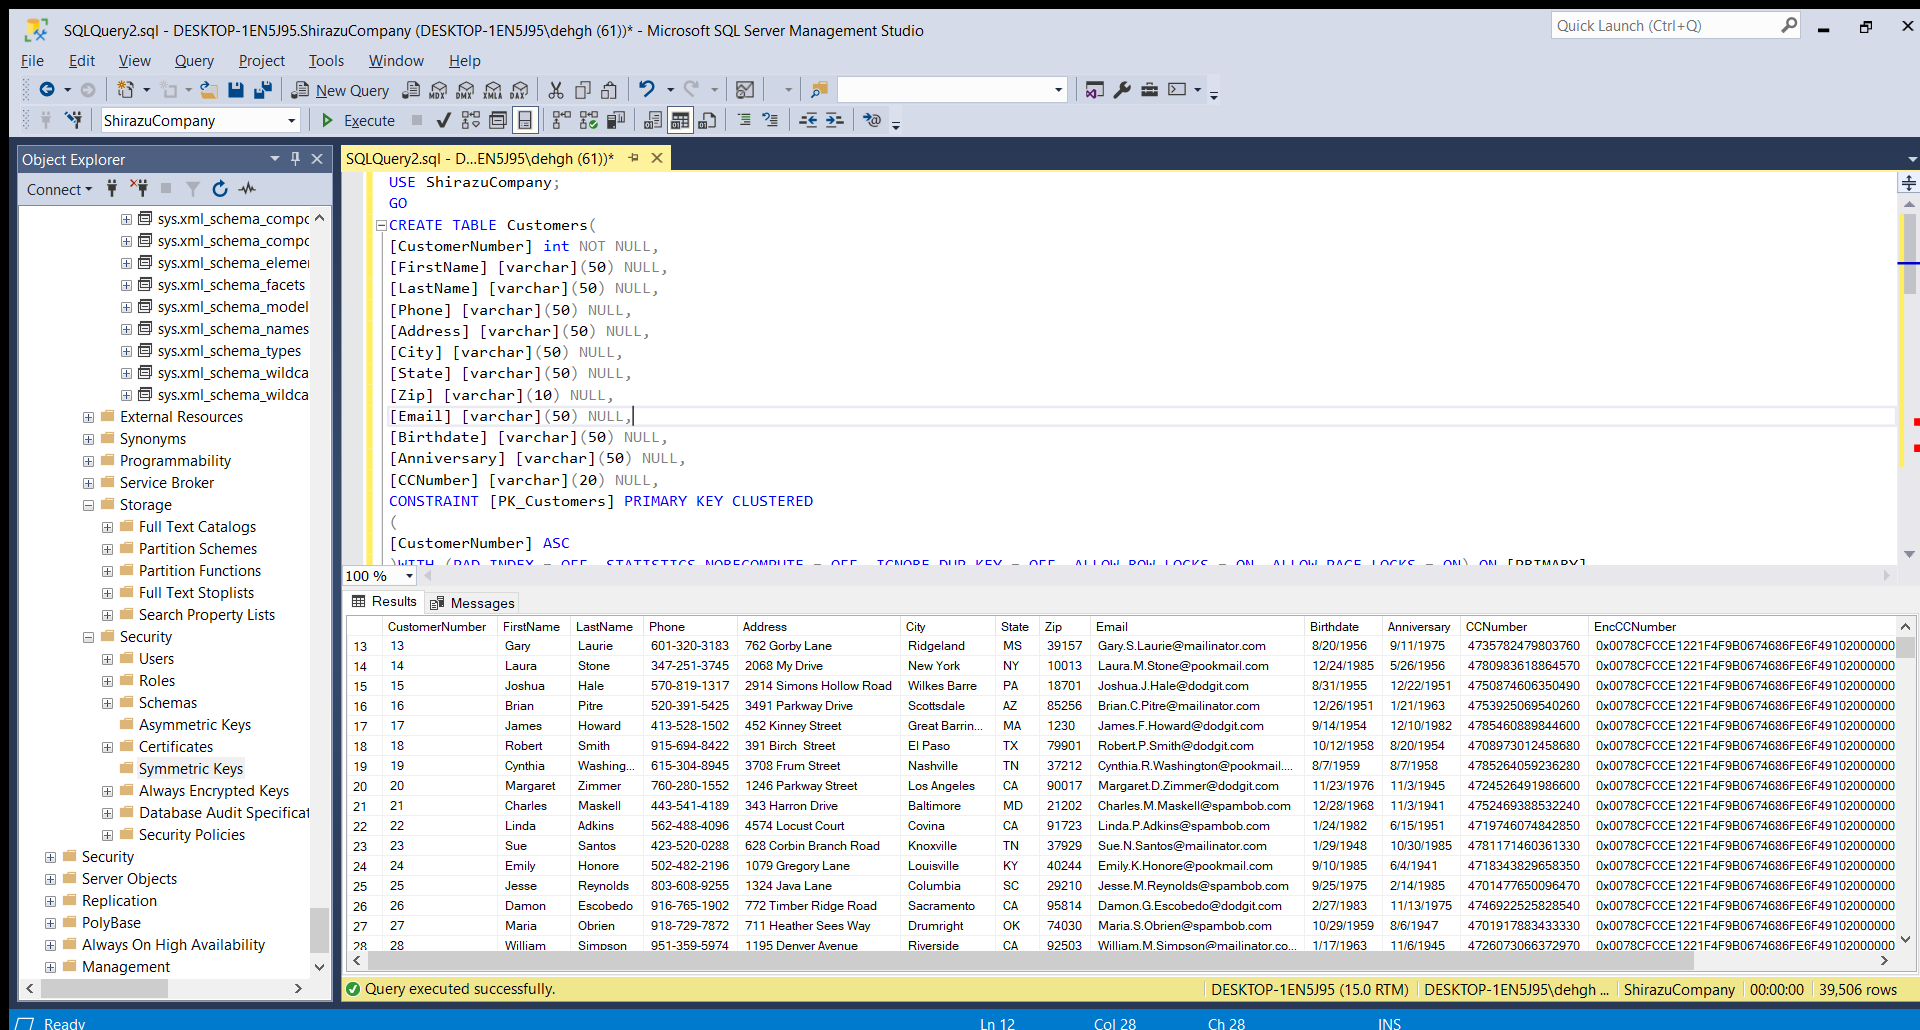 SQLQuery2.sql - DESKTOP-1EN5J95.ShirazuCompany (DESKTOP-1EN5J95\dehgh (61))* - Microsoft SQL Server Management Studio
Quick Launch (Ctrl+Q)
File Edit View Query Project Tools Window Help
New Query MDX DMX XMLA DAX
ShirazuCompany Execute
Object Explorer
SQLQuery2.sql - D...EN5J95\dehgh (61))*
Connect
sys.xml_schema_compo
sys.xml_schema_compo
sys.xml_schema_elemer
sys.xml_schema_facets
sys.xml_schema_model
sys.xml_schema_names
sys.xml_schema_types
sys.xml_schema_wildca
sys.xml_schema_wildca
External Resources
Synonyms
Programmability
Service Broker
Storage
Full Text Catalogs
Partition Schemes
Partition Functions
Full Text Stoplists
Search Property Lists
Security
Users
Roles
Schemas
Asymmetric Keys
Certificates
Symmetric Keys
Always Encrypted Keys
Database Audit Specificat
Security Policies
Security
Server Objects
Replication
PolyBase
Always On High Availability
Management
USE ShirazuCompany;
GO
CREATE TABLE Customers(
[CustomerNumber] int NOT NULL,
[FirstName] [varchar](50) NULL,
[LastName] [varchar](50) NULL,
[Phone] [varchar](50) NULL,
[Address] [varchar](50) NULL,
[City] [varchar](50) NULL,
[State] [varchar](50) NULL,
[Zip] [varchar](10) NULL,
[Email] [varchar](50) NULL,
[Birthdate] [varchar](50) NULL,
[Anniversary] [varchar](50) NULL,
[CCNumber] [varchar](20) NULL,
CONSTRAINT [PK_Customers] PRIMARY KEY CLUSTERED
(
[CustomerNumber] ASC
)WITH (PAD_INDEX = OFF, STATISTICS_NORECOMPUTE = OFF, IGNORE_DUP_KEY = OFF, ALLOW_ROW_LOCKS = ON, ALLOW_PAGE_LOCKS = ON) ON [PRIMARY]
100 %
Results Messages
CustomerNumber FirstName LastName Phone Address City State Zip Email Birthdate Anniversary CCNumber EncCCNumber
13 13 Gary Laurie 601-320-3183 762 Gorby Lane Ridgeland MS 39157 Gary.S.Laurie@mailinator.com 8/20/1956 9/11/1975 4735782479803760 0x0078CFCCE1221F4F9B0674686FE6F49102000000
14 14 Laura Stone 347-251-3745 2068 My Drive New York NY 10013 Laura.M.Stone@pookmail.com 12/24/1985 5/26/1956 4780983618864570 0x0078CFCCE1221F4F9B0674686FE6F49102000000
15 15 Joshua Hale 570-819-1317 2914 Simons Hollow Road Wilkes Barre PA 18701 Joshua.J.Hale@dodgit.com 8/31/1955 12/22/1951 4750874606350490 0x0078CFCCE1221F4F9B0674686FE6F49102000000
16 16 Brian Pitre 520-391-5425 3491 Parkway Drive Scottsdale AZ 85256 Brian.C.Pitre@mailinator.com 12/26/1951 1/21/1963 4753925069540260 0x0078CFCCE1221F4F9B0674686FE6F49102000000
17 17 James Howard 413-528-1502 452 Kinney Street Great Barrin... MA 1230 James.F.Howard@dodgit.com 9/14/1954 12/10/1982 4785460889844600 0x0078CFCCE1221F4F9B0674686FE6F49102000000
18 18 Robert Smith 915-694-8422 391 Birch Street El Paso TX 79901 Robert.P.Smith@dodgit.com 10/12/1958 8/20/1954 4708973012458680 0x0078CFCCE1221F4F9B0674686FE6F49102000000
19 19 Cynthia Washing... 615-304-8945 3708 Frum Street Nashville TN 37212 Cynthia.R.Washington@pookmail.... 8/7/1959 8/7/1958 4785264059236280 0x0078CFCCE1221F4F9B0674686FE6F49102000000
20 20 Margaret Zimmer 760-280-1552 1246 Parkway Street Los Angeles CA 90017 Margaret.D.Zimmer@dodgit.com 11/23/1976 11/3/1945 4724526491986600 0x0078CFCCE1221F4F9B0674686FE6F49102000000
21 21 Charles Maskell 443-541-4189 343 Harron Drive Baltimore MD 21202 Charles.M.Maskell@spambob.com 12/28/1968 11/3/1941 4752469388532240 0x0078CFCCE1221F4F9B0674686FE6F49102000000
22 22 Linda Adkins 562-488-4096 4574 Locust Court Covina CA 91723 Linda.P.Adkins@spambob.com 1/24/1982 6/15/1951 4719746074842850 0x0078CFCCE1221F4F9B0674686FE6F49102000000
23 23 Sue Santos 423-520-0288 628 Corbin Branch Road Knoxville TN 37929 Sue.N.Santos@mailinator.com 1/29/1948 10/30/1985 4781171460361330 0x0078CFCCE1221F4F9B0674686FE6F49102000000
24 24 Emily Honore 502-482-2196 1079 Gregory Lane Louisville KY 40244 Emily.K.Honore@pookmail.com 9/10/1985 6/4/1941 4718343829658350 0x0078CFCCE1221F4F9B0674686FE6F49102000000
25 25 Jesse Reynolds 803-608-9255 1324 Java Lane Columbia SC 29210 Jesse.M.Reynolds@spambob.com 9/25/1975 2/14/1985 4701477650096470 0x0078CFCCE1221F4F9B0674686FE6F49102000000
26 26 Damon Escobedo 916-765-1902 772 Timber Ridge Road Sacramento CA 95814 Damon.G.Escobedo@dodgit.com 2/27/1983 11/13/1975 4746922525828540 0x0078CFCCE1221F4F9B0674686FE6F49102000000
27 27 Maria Obrien 918-729-7872 711 Heather Sees Way Drumright OK 74030 Maria.S.Obrien@spambob.com 10/29/1959 8/6/1947 4701917883433330 0x0078CFCCE1221F4F9B0674686FE6F49102000000
28 28 William Simpson 951-359-5974 1195 Denver Avenue Riverside CA 92503 William.M.Simpson@mailinator.co... 1/17/1963 11/6/1945 4726073066372970 0x0078CFCCE1221F4F9B0674686FE6F49102000000
Query executed successfully. DESKTOP-1EN5J95 (15.0 RTM) DESKTOP-1EN5J95\dehgh ... ShirazuCompany 00:00:00 39,506 rows
Ready Ln 12 Col 28 Ch 28 INS